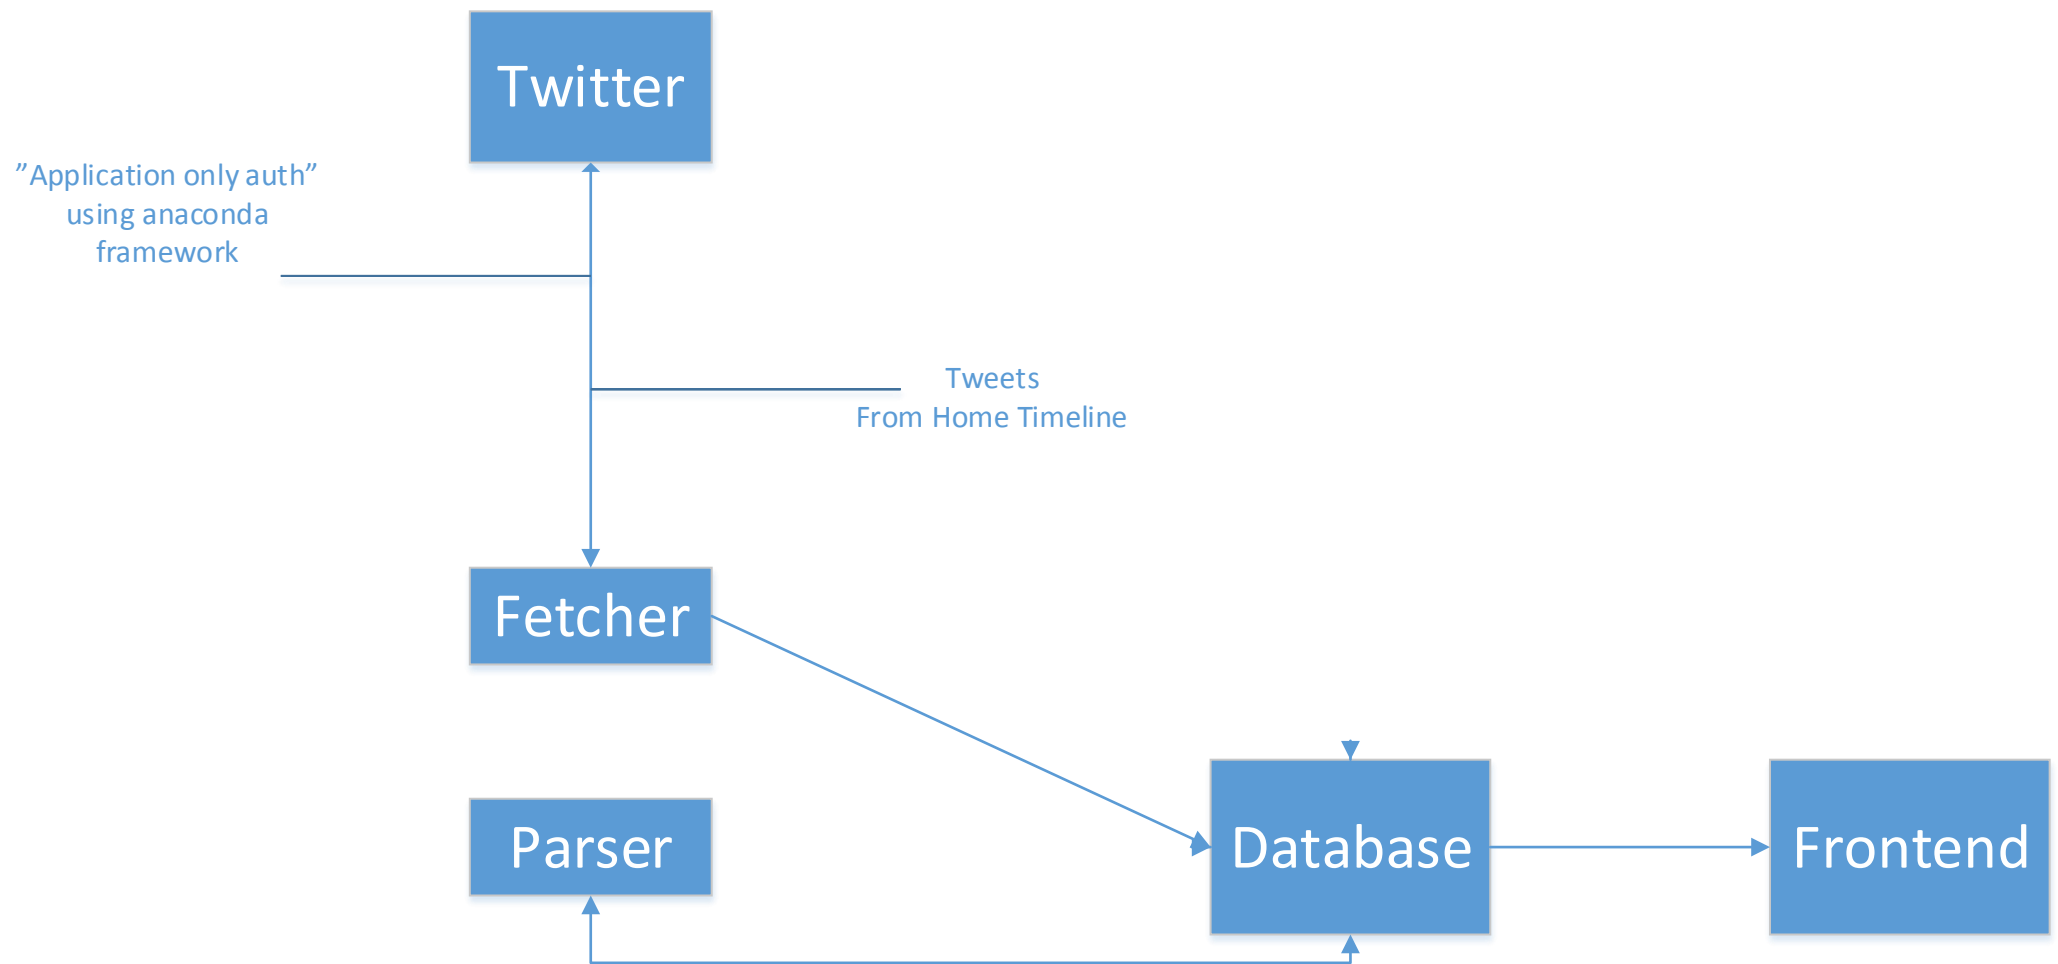 Twitter
”Application only auth”
using anaconda
framework
Tweets
From Home Timeline
Fetcher
Parser
Database
Frontend